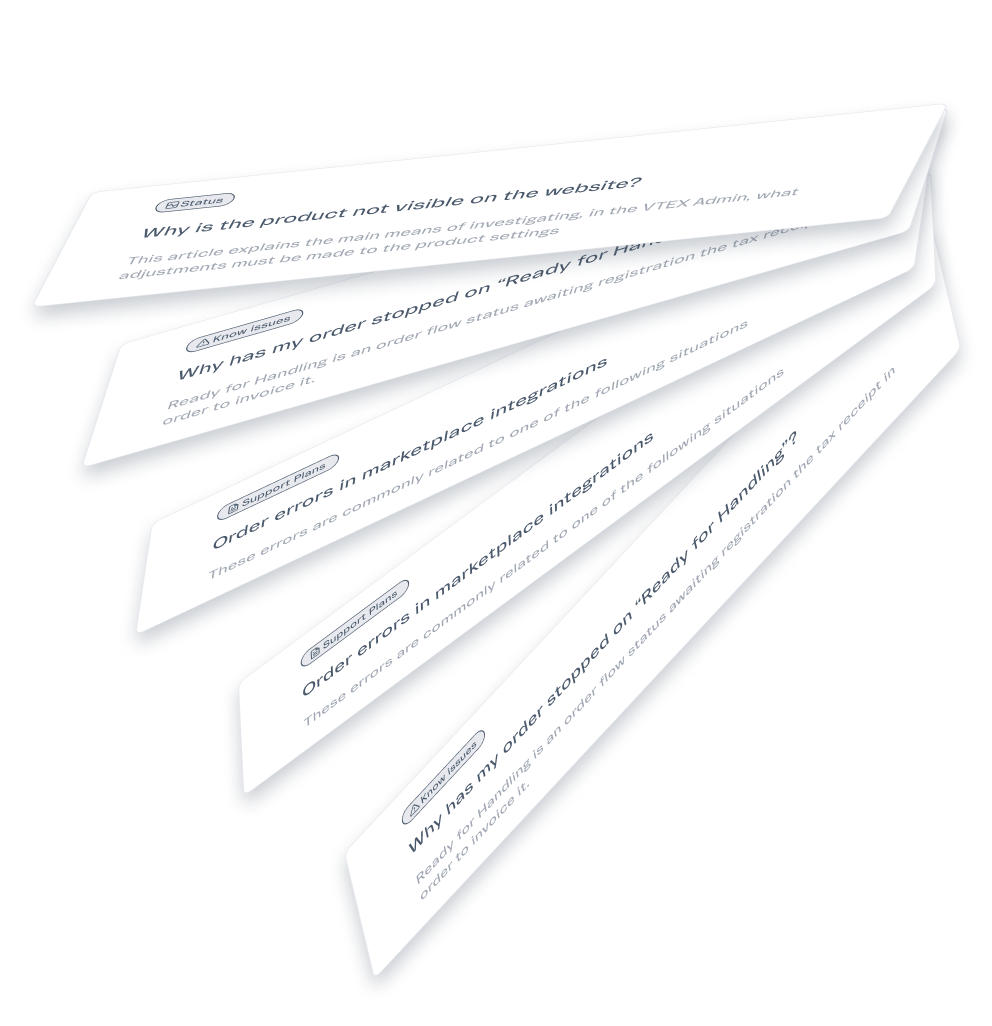 Status
Why is the product not visible on the website?
This article explains the main means of investigating, in the VTEX Admin, what
adjustments must be made to the product settings
Know issues
Why has my order stopped on “Ready for
Ready for Handling is an order flow status awaiting registration the tax
order to invoice it.
Support Plans
Order errors in marketplace integrations
These errors are commonly related to one of the following situations
Support Plans
Order errors in marketplace integrations
These errors are commonly related to one of the following situations
Know issues
Why has my order stopped on “Ready for Handling”?
Ready for Handling is an order flow status awaiting registration the tax receipt in
order to invoice it.